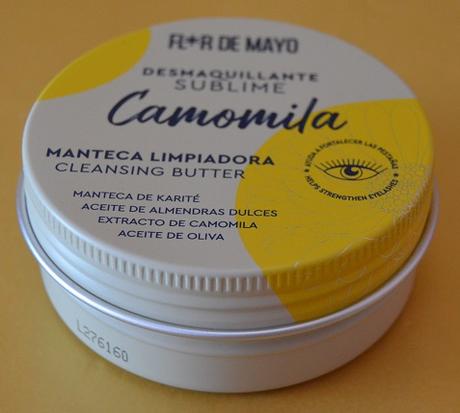 FL+R DE MAYO
DESMAQUILLANTE
SUBLIME
Camomila
MANTECA LIMPIADORA
CLEANSING BUTTER
MANTECA DE KARITÉ
ACEITE DE ALMENDRAS DULCES
EXTRACTO DE CAMOMILA
ACEITE DE OLIVA
AYUDA A FORTALECER LAS PESTAÑAS
HELPS STRENGTHEN EYELASHES
L276160